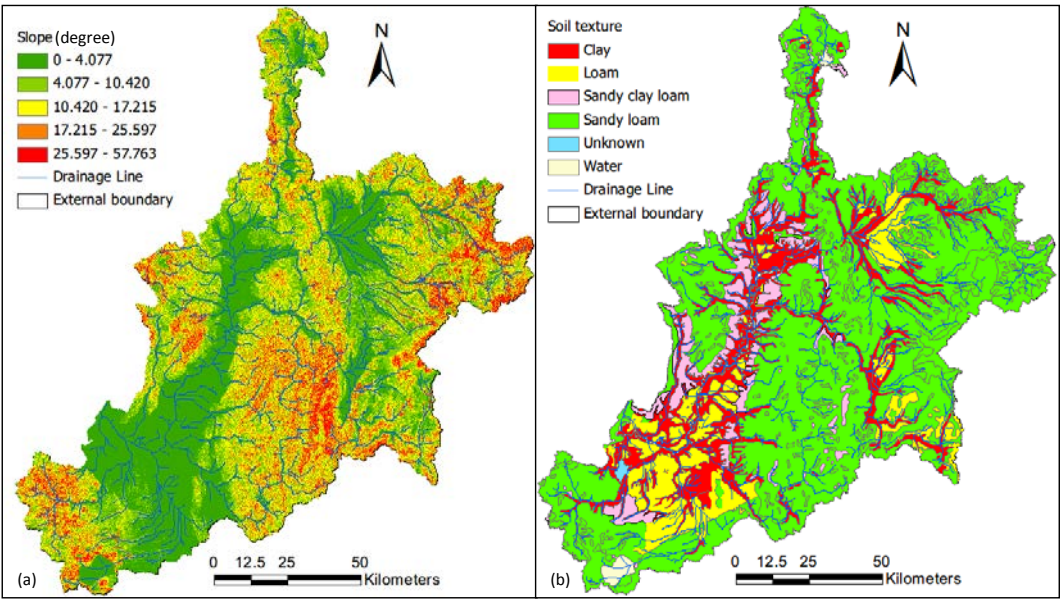 Slope (degree)
0 - 4.077
4.077 - 10.420
10.420 - 17.215
17.215 - 25.597
25.597 - 57.763
Drainage Line
External boundary
N
0 12.5 25 50
Kilometers
(a)
Soil texture
Clay
Loam
Sandy clay loam
Sandy loam
Unknown
Water
Drainage Line
External boundary
N
0 12.5 25 50
Kilometers
(b)